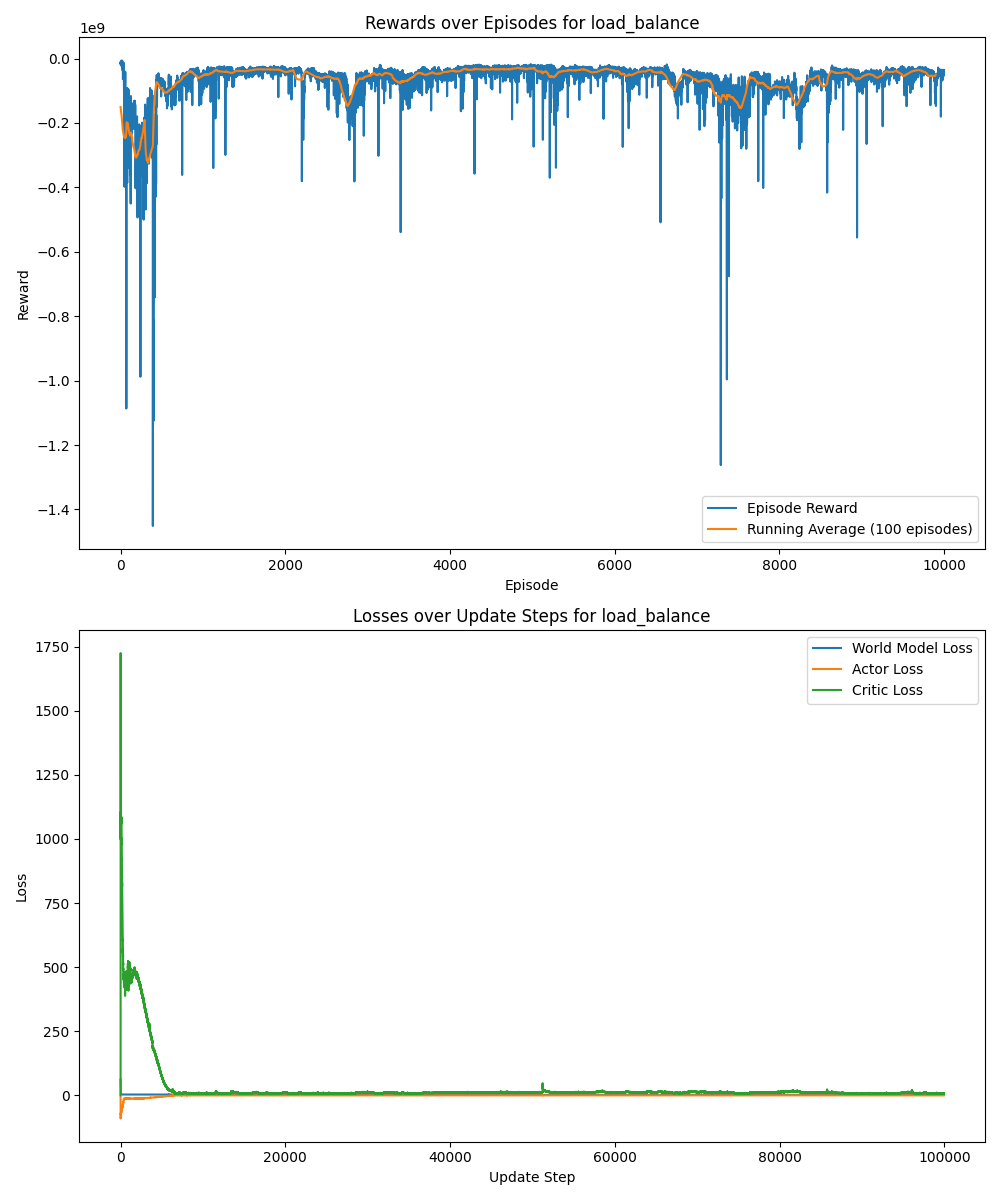 Rewards over Episodes for load_balance
1e9
0.0
−0.2
−0.4
−0.6
−0.8
−1.0
−1.2
−1.4
Reward
Episode Reward
Running Average (100 episodes)
0 2000 4000 6000 8000 10000
Episode
Losses over Update Steps for load_balance
1750
1500
1250
1000
750
500
250
0
Loss
World Model Loss
Actor Loss
Critic Loss
0 20000 40000 60000 80000 100000
Update Step